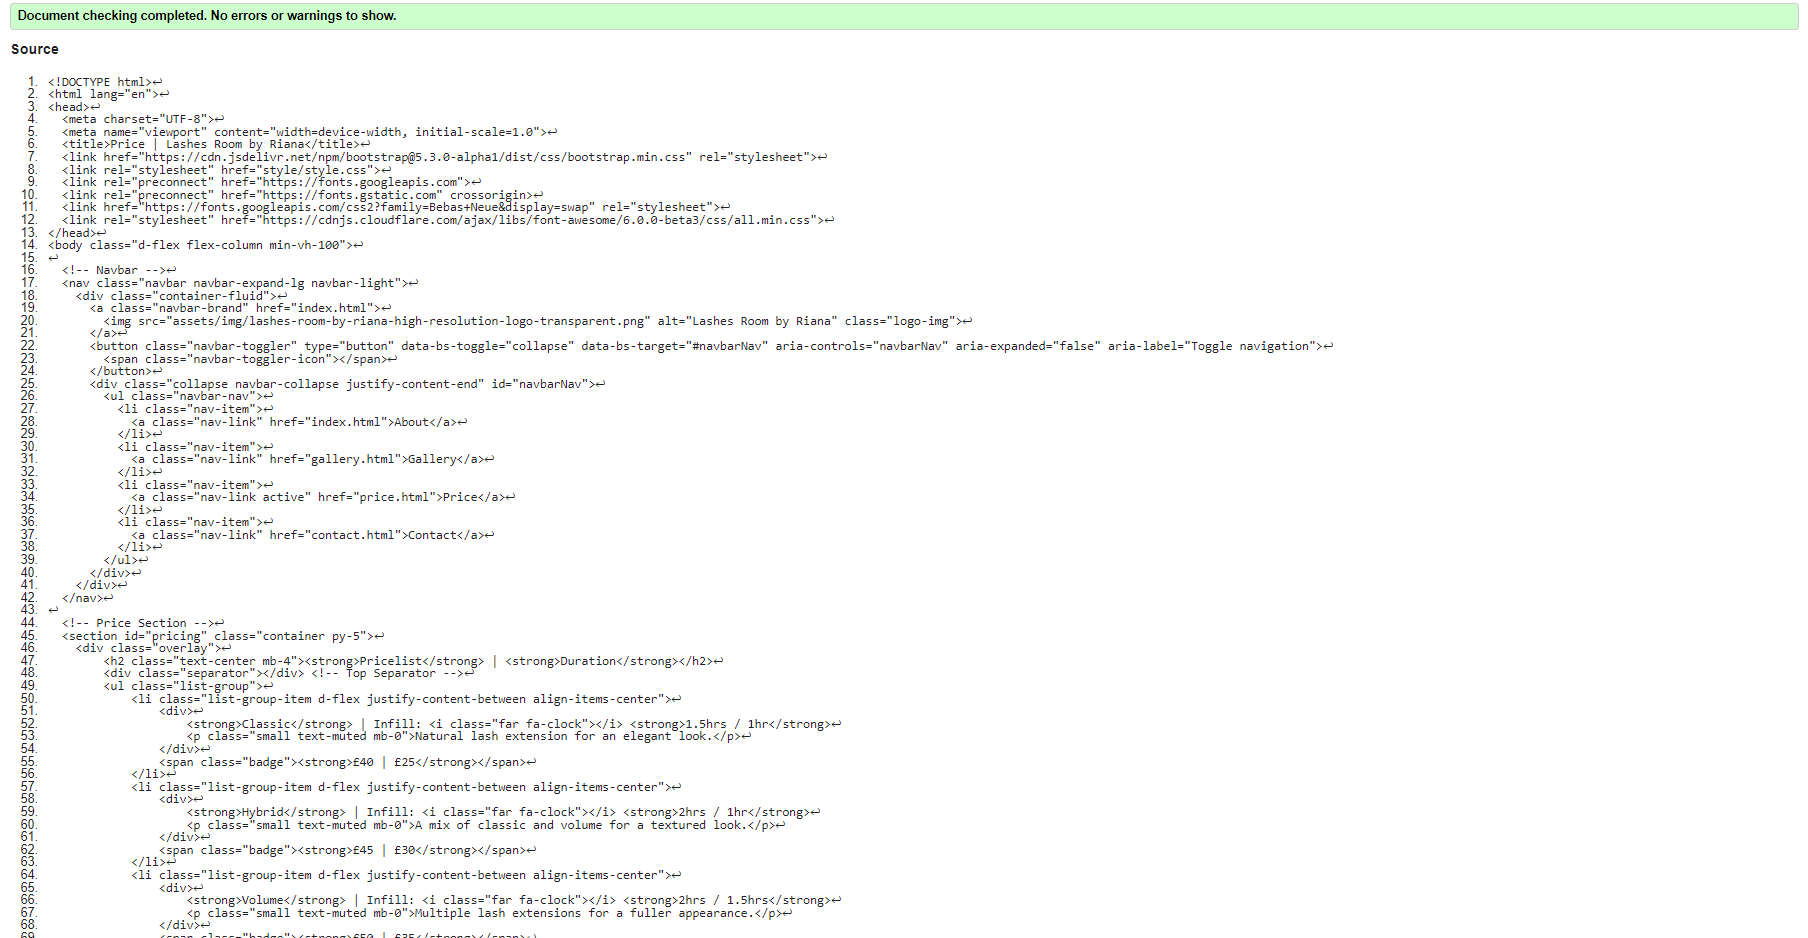 Document checking completed. No errors or warnings to show.
Source
1. <!DOCTYPE html>↩
2. <html lang="en">↩
3. <head>↩
4.   <meta charset="UTF-8">↩
5.   <meta name="viewport" content="width=device-width, initial-scale=1.0">↩
6.   <title>Price | Lashes Room by Riana</title>↩
7.   <link href="https://cdn.jsdelivr.net/npm/bootstrap@5.3.0-alpha1/dist/css/bootstrap.min.css" rel="stylesheet">↩
8.   <link rel="stylesheet" href="style/style.css">↩
9.   <link rel="preconnect" href="https://fonts.googleapis.com">↩
10.   <link rel="preconnect" href="https://fonts.gstatic.com" crossorigin>↩
11.   <link href="https://fonts.googleapis.com/css2?family=Bebas+Neue&display=swap" rel="stylesheet">↩
12.   <link rel="stylesheet" href="https://cdnjs.cloudflare.com/ajax/libs/font-awesome/6.0.0-beta3/css/all.min.css">↩
13. </head>↩
14. <body class="d-flex flex-column min-vh-100">↩
15. ↩
16.   <!-- Navbar -->↩
17.   <nav class="navbar navbar-expand-lg navbar-light">↩
18.     <div class="container-fluid">↩
19.       <a class="navbar-brand" href="index.html">↩
20.         <img src="assets/img/lashes-room-by-riana-high-resolution-logo-transparent.png" alt="Lashes Room by Riana" class="logo-img">↩
21.       </a>↩
22.       <button class="navbar-toggler" type="button" data-bs-toggle="collapse" data-bs-target="#navbarNav" aria-controls="navbarNav" aria-expanded="false" aria-label="Toggle navigation">↩
23.         <span class="navbar-toggler-icon"></span>↩
24.       </button>↩
25.       <div class="collapse navbar-collapse justify-content-end" id="navbarNav">↩
26.         <ul class="navbar-nav">↩
27.           <li class="nav-item">↩
28.             <a class="nav-link" href="index.html">About</a>↩
29.           </li>↩
30.           <li class="nav-item">↩
31.             <a class="nav-link" href="gallery.html">Gallery</a>↩
32.           </li>↩
33.           <li class="nav-item">↩
34.             <a class="nav-link active" href="price.html">Price</a>↩
35.           </li>↩
36.           <li class="nav-item">↩
37.             <a class="nav-link" href="contact.html">Contact</a>↩
38.           </li>↩
39.         </ul>↩
40.       </div>↩
41.     </div>↩
42.   </nav>↩
43. ↩
44.   <!-- Price Section -->↩
45.   <section id="pricing" class="container py-5">↩
46.     <div class="overlay">↩
47.         <h2 class="text-center mb-4"><strong>Pricelist</strong> | <strong>Duration</strong></h2>↩
48.         <div class="separator"></div> <!-- Top Separator -->↩
49.         <ul class="list-group">↩
50.             <li class="list-group-item d-flex justify-content-between align-items-center">↩
51.                 <div>↩
52.                     <strong>Classic</strong> | Infill: <i class="far fa-clock"></i> <strong>1.5hrs / 1hr</strong>↩
53.                     <p class="small text-muted mb-0">Natural lash extension for an elegant look.</p>↩
54.                 </div>↩
55.                 <span class="badge"><strong>£40 | £25</strong></span>↩
56.             </li>↩
57.             <li class="list-group-item d-flex justify-content-between align-items-center">↩
58.                 <div>↩
59.                     <strong>Hybrid</strong> | Infill: <i class="far fa-clock"></i> <strong>2hrs / 1hr</strong>↩
60.                     <p class="small text-muted mb-0">A mix of classic and volume for a textured look.</p>↩
61.                 </div>↩
62.                 <span class="badge"><strong>£45 | £30</strong></span>↩
63.             </li>↩
64.             <li class="list-group-item d-flex justify-content-between align-items-center">↩
65.                 <div>↩
66.                     <strong>Volume</strong> | Infill: <i class="far fa-clock"></i> <strong>2hrs / 1.5hrs</strong>↩
67.                     <p class="small text-muted mb-0">Multiple lash extensions for a fuller appearance.</p>↩
68.                 </div>↩
69.                 <span class="badge"><strong>£50 | £35</strong></span>↩